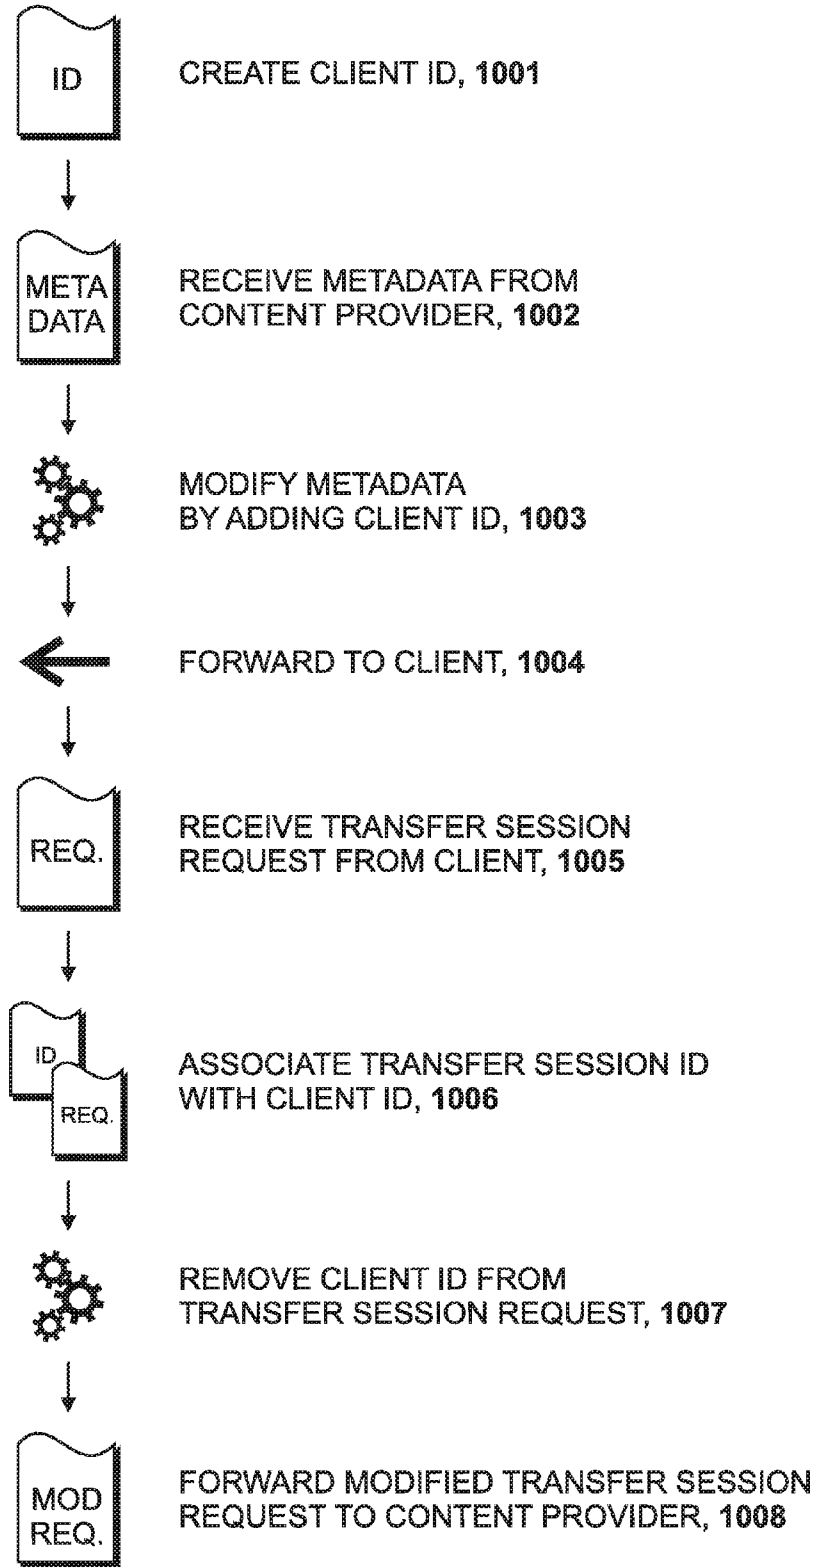 ID
CREATE CLIENT ID, 1001
META
DATA
RECEIVE METADATA FROM
CONTENT PROVIDER, 1002
MODIFY METADATA
BY ADDING CLIENT ID, 1003
FORWARD TO CLIENT, 1004
REQ.
RECEIVE TRANSFER SESSION
REQUEST FROM CLIENT, 1005
ID
REQ.
ASSOCIATE TRANSFER SESSION ID
WITH CLIENT ID, 1006
REMOVE CLIENT ID FROM
TRANSFER SESSION REQUEST, 1007
MOD
REQ.
FORWARD MODIFIED TRANSFER SESSION
REQUEST TO CONTENT PROVIDER, 1008